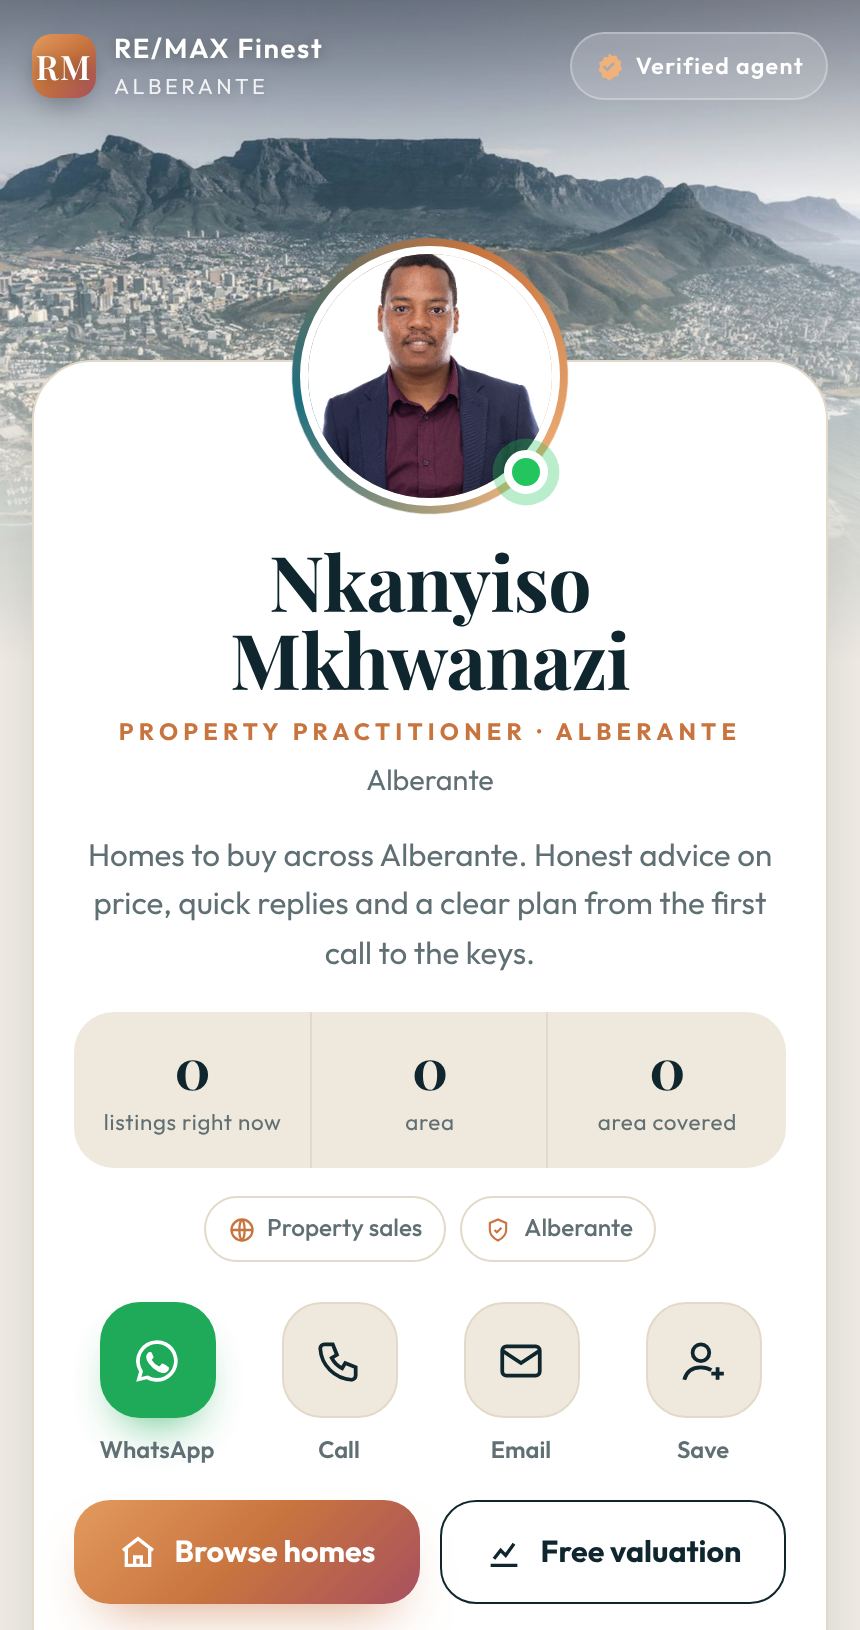 RM
RE/MAX Finest
ALBERANTE
Verified agent
Nkanyiso
Mkhwanazi
PROPERTY PRACTITIONER · ALBERANTE
Alberante
Homes to buy across Alberante. Honest advice on
price, quick replies and a clear plan from the first
call to the keys.
0 0 0
listings right now area area covered
Property sales Alberante
WhatsApp Call Email Save
Browse homes Free valuation